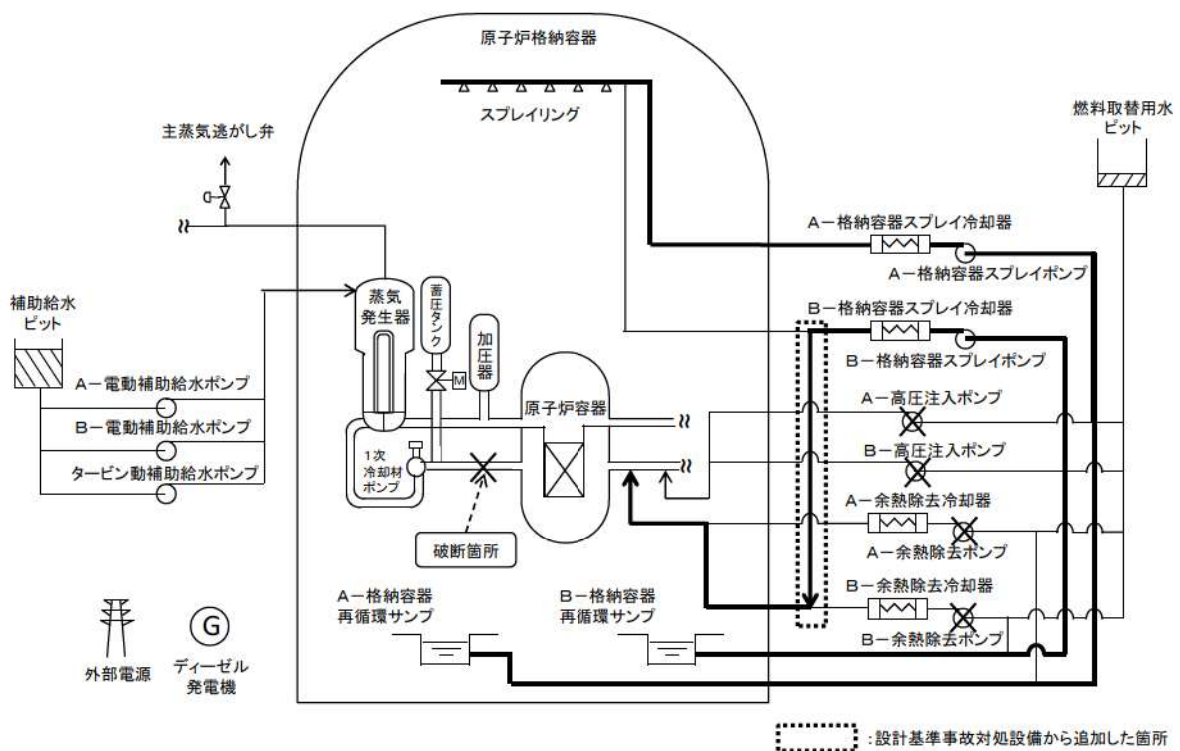 原子炉格納容器
スプレイリング
燃料取替用水
ピット
主蒸気逃がし弁
A－格納容器スプレイ冷却器
A－格納容器スプレイポンプ
補助給水
ピット
蒸気
発生器
蓄圧タンク
加圧器
M
B－格納容器スプレイ冷却器
B－格納容器スプレイポンプ
A－電動補助給水ポンプ
B－電動補助給水ポンプ
タービン動補助給水ポンプ
原子炉容器
1次
冷却材
ポンプ
A－高圧注入ポンプ
B－高圧注入ポンプ
A－余熱除去冷却器
A－余熱除去ポンプ
破断箇所
B－余熱除去冷却器
B－余熱除去ポンプ
A－格納容器
再循環サンプ
B－格納容器
再循環サンプ
外部電源
G
ディーゼル
発電機
：設計基準事故対処設備から追加した箇所